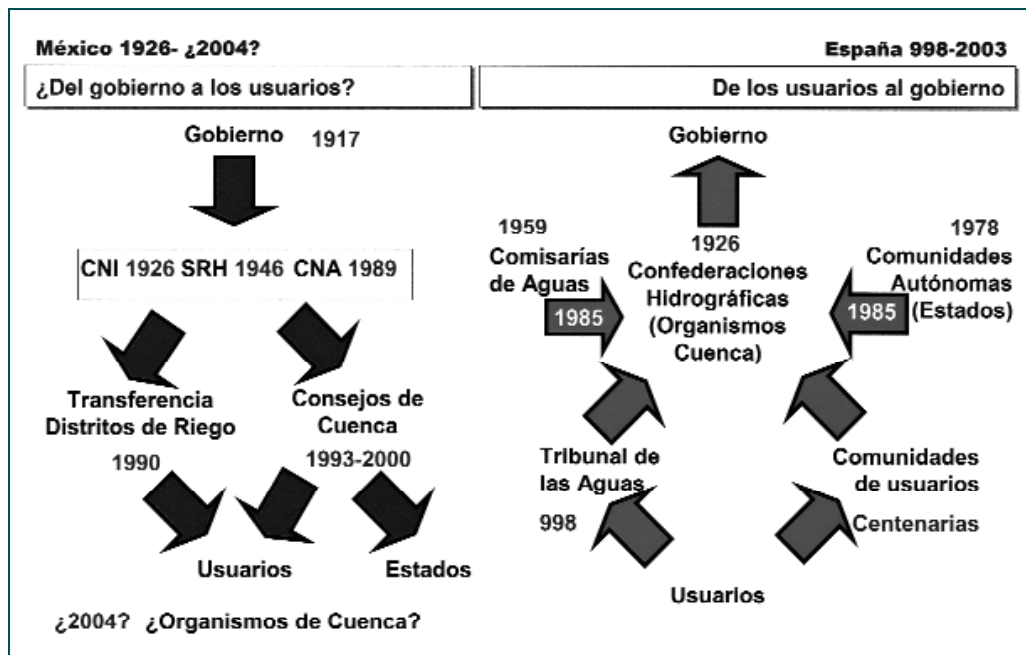 México 1926- ¿2004?
¿Del gobierno a los usuarios?
Gobierno 1917
CNI 1926 SRH 1946 CNA 1989
Transferencia
Distritos de Riego
1990
Consejos de
Cuenca
1993-2000
Usuarios
Estados
¿2004? ¿Organismos de Cuenca?
España 998-2003
De los usuarios al gobierno
Gobierno
1959
Comisarías
de Aguas
1985
1926
Confederaciones
Hidrográficas
(Organismos
Cuenca)
1978
Comunidades
Autónomas
(Estados)
1985
Tribunal de
las Aguas
998
Comunidades
de usuarios
Centenarias
Usuarios